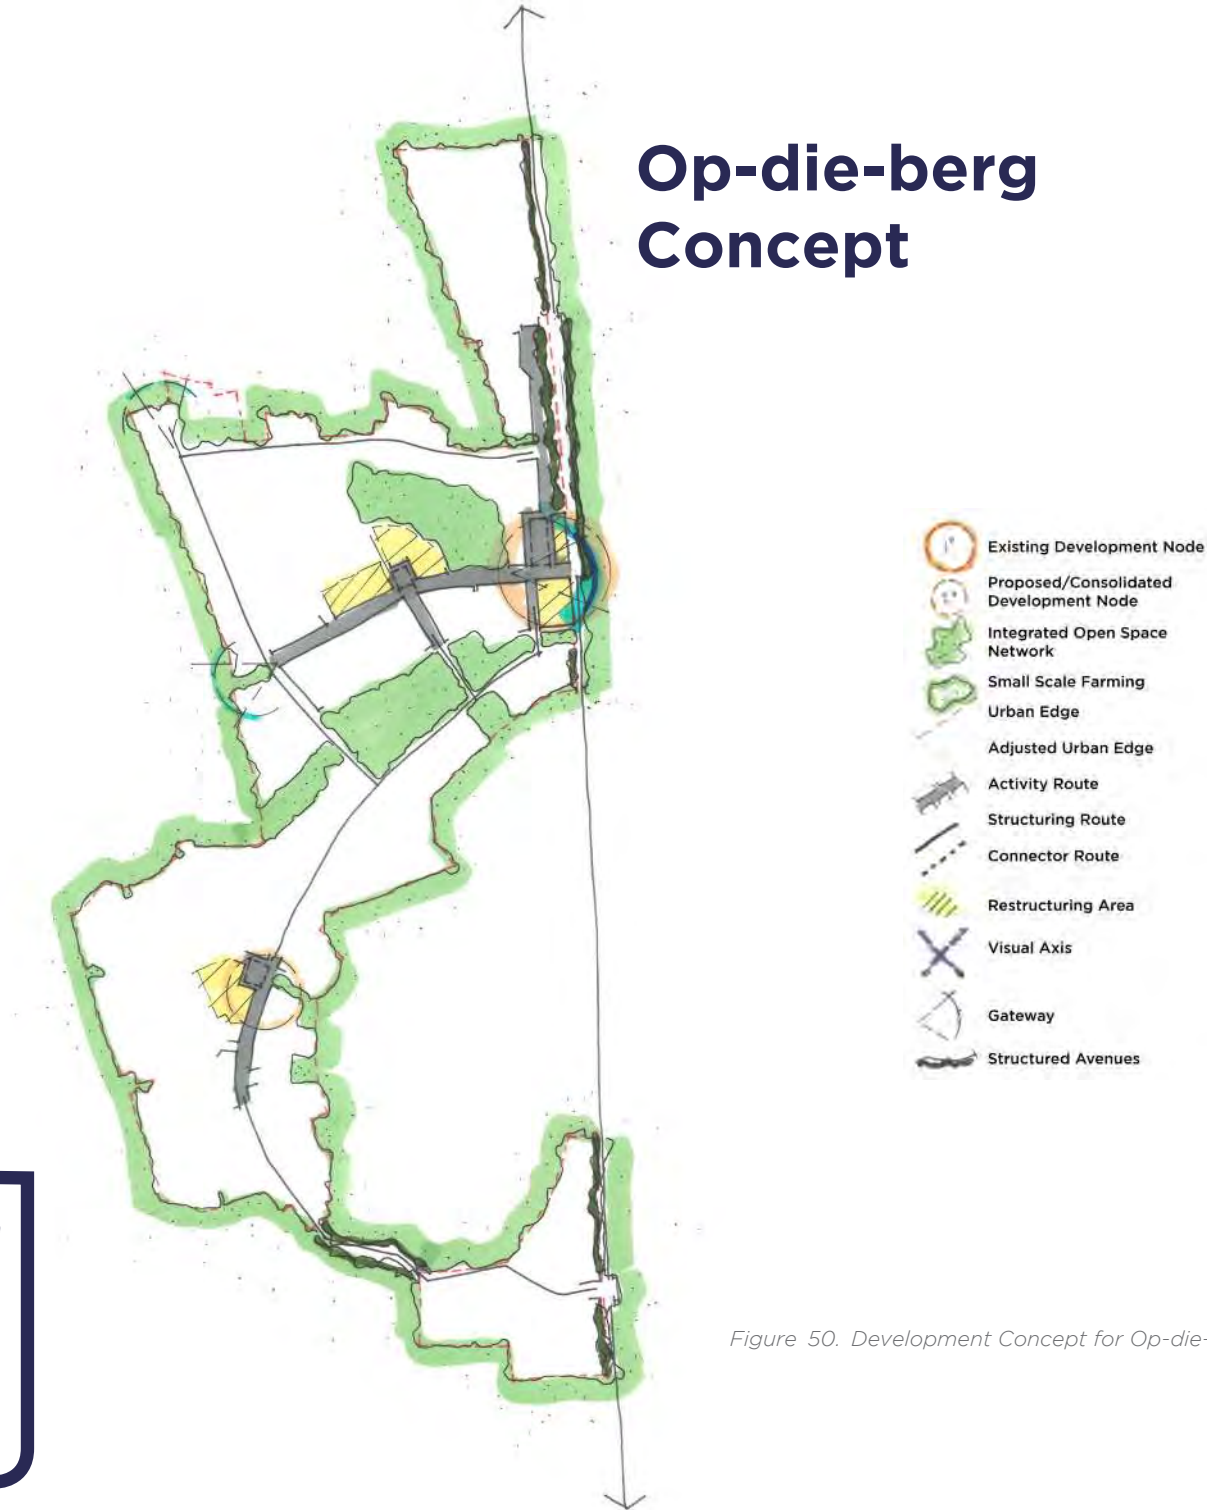 Op-die-berg
Concept
Existing Development Node
Proposed/Consolidated
Development Node
Integrated Open Space
Network
Small Scale Farming
Urban Edge
Adjusted Urban Edge
Activity Route
Structuring Route
Connector Route
Restructuring Area
Visual Axis
Gateway
Structured Avenues
Figure 50. Development Concept for Op-die-